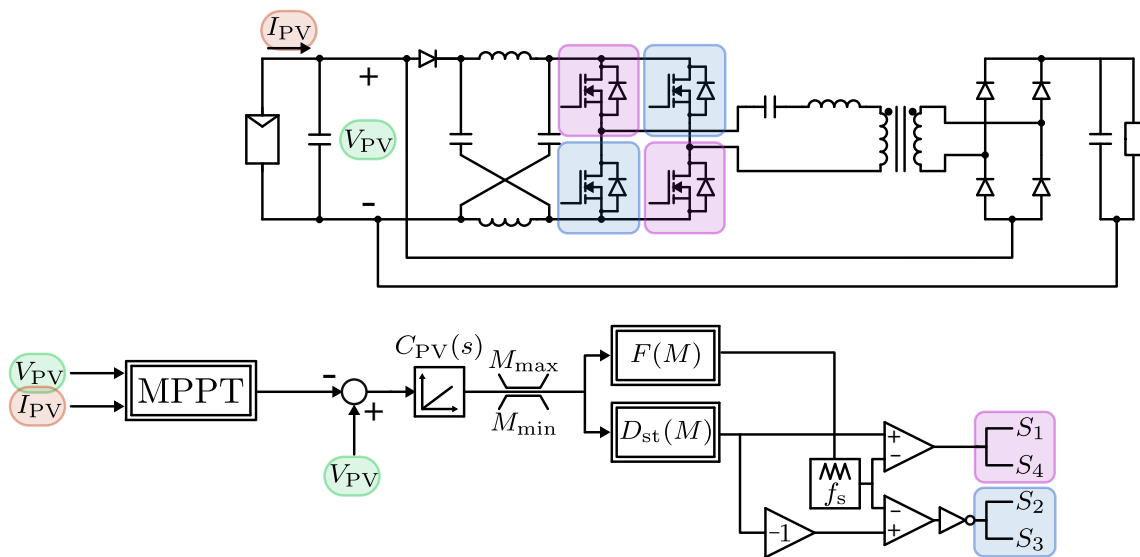 I_PV
+
V_PV
-
C_PV(s)
M_max
F(M)
V_PV
MPPT
-
I_PV
+
M_min
D_st(M)
+
S_1
-
V_PV
f_s
S_4
-
S_2
-1
+
S_3